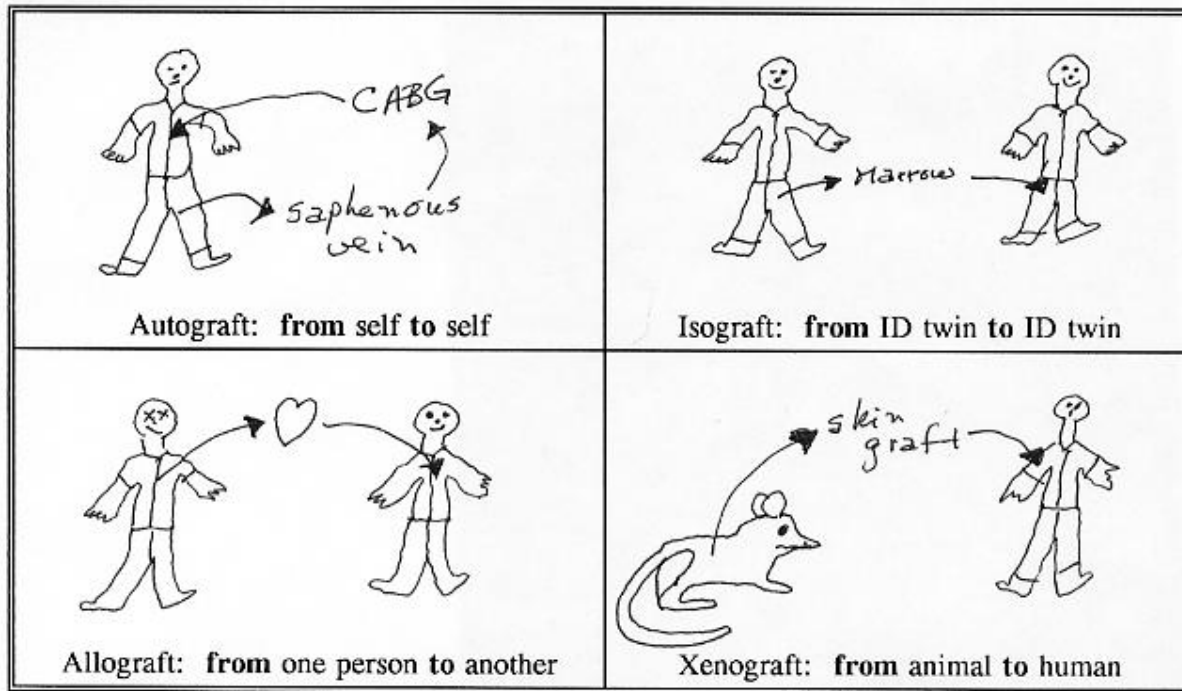 CABG
saphenous
vein
Autograft: from self to self
Marrow
Isograft: from ID twin to ID twin
Allograft: from one person to another
skin
graft
Xenograft: from animal to human